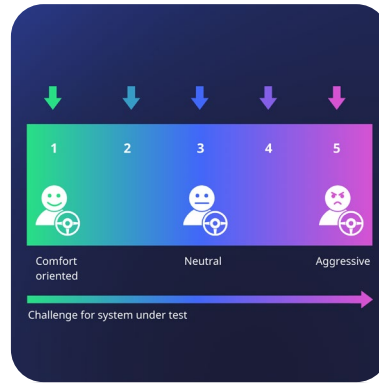 1 2 3 4 5
Comfort oriented
Neutral
Aggressive
Challenge for system under test